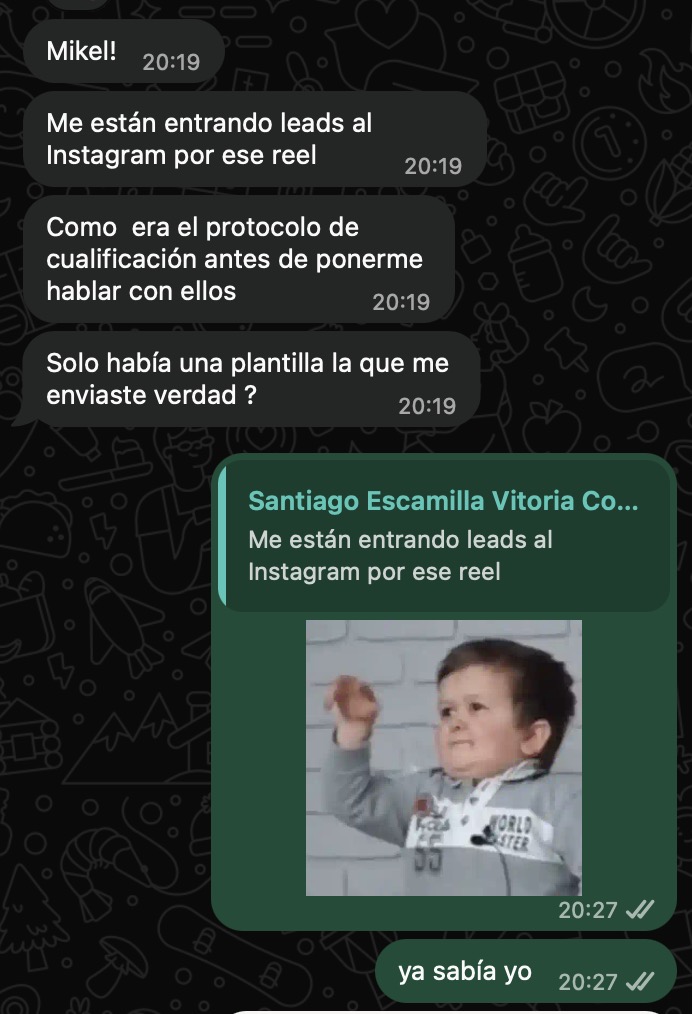 Mikel!
20:19
Me están entrando leads al
Instagram por ese reel
20:19
Como  era el protocolo de
cualificación antes de ponerme
hablar con ellos
20:19
Solo había una plantilla la que me
enviaste verdad ?
20:19
Santiago Escamilla Vitoria Co...
Me están entrando leads al
Instagram por ese reel
WORLD
55
20:27
ya sabía yo
20:27